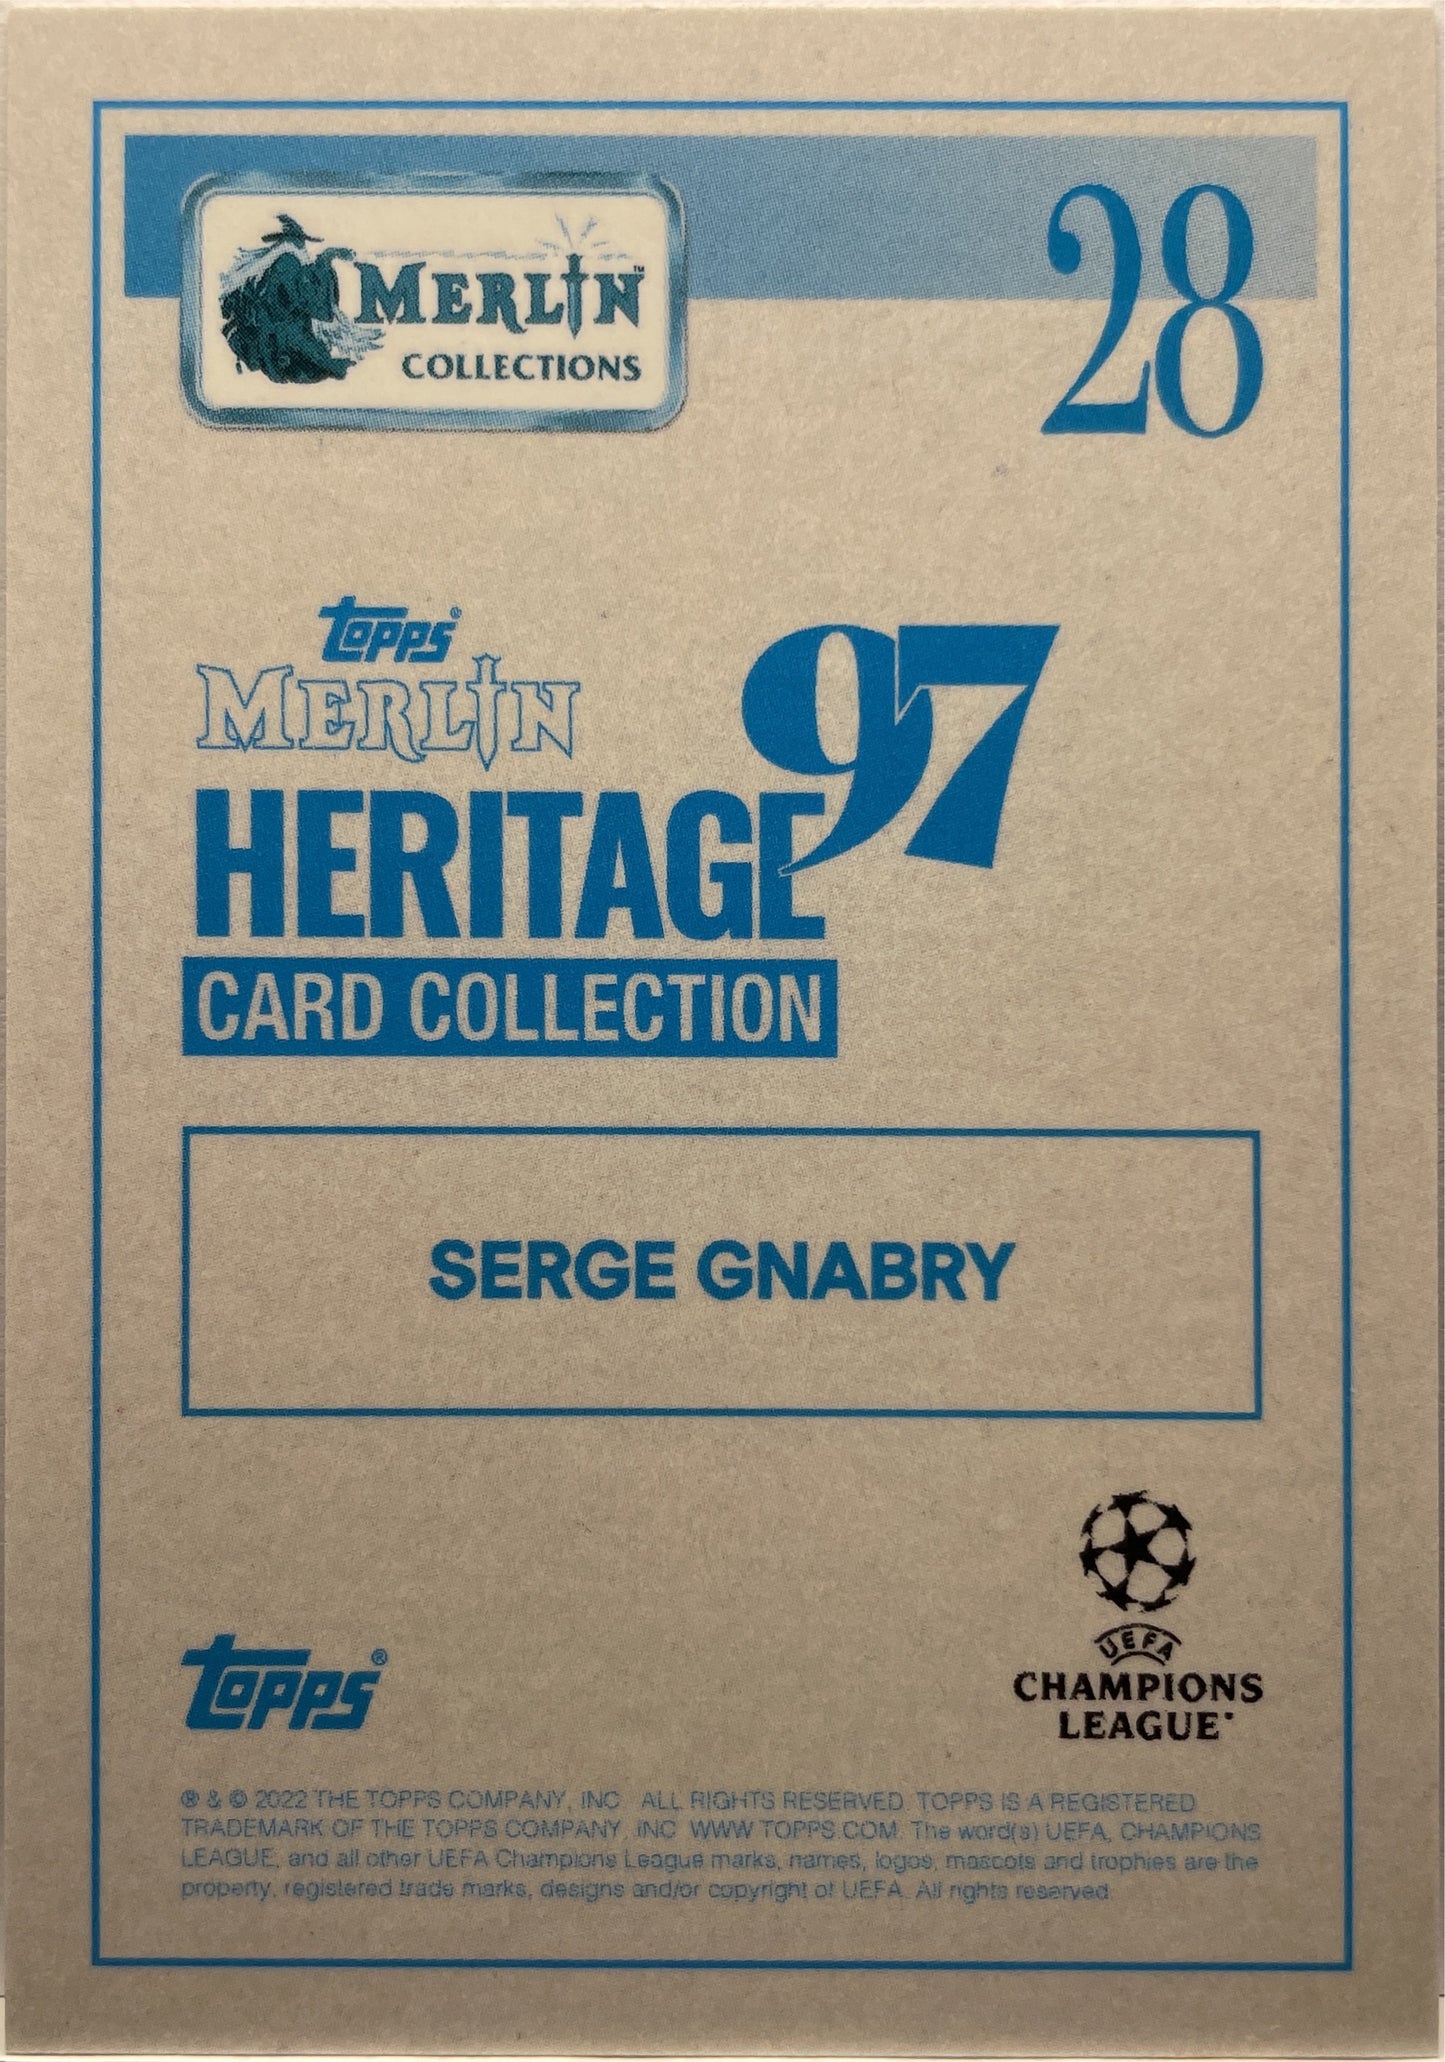 MERLIN™
COLLECTIONS
28
TOPPS®
MERLIN
97
HERITAGE
CARD COLLECTION
SERGE GNABRY
TOPPS®
UEFA
CHAMPIONS
LEAGUE
® & © 2022 THE TOPPS COMPANY, INC ALL RIGHTS RESERVED. TOPPS IS A REGISTERED
TRADEMARK OF THE TOPPS COMPANY, INC WWW.TOPPS.COM. The word(s) UEFA, CHAMPIONS
LEAGUE, and all other UEFA Champions League marks, names, logos, mascots and trophies are the
property, registered trade marks, designs and/or copyright of UEFA. All rights reserved.